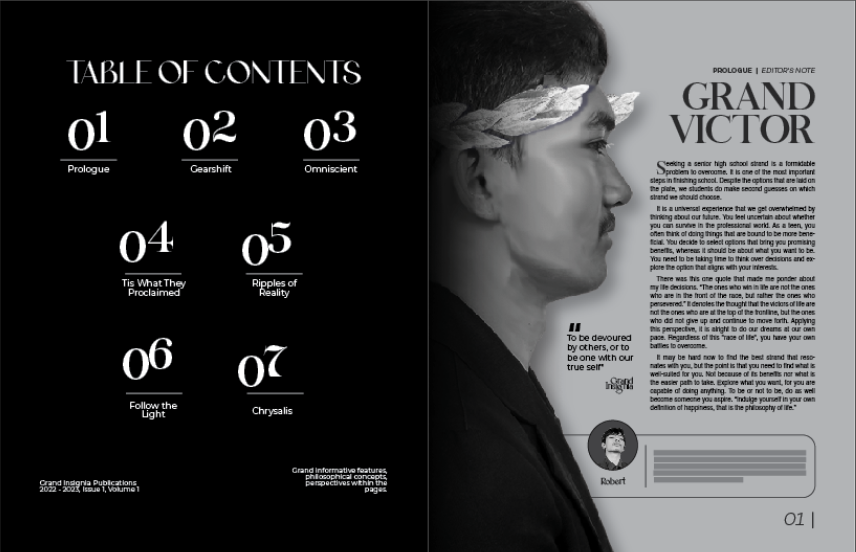 TABLE OF CONTENTS
01
Prologue
02
Gearshift
03
Omniscient
04
Tis What They
Proclaimed
05
Ripples of
Reality
06
Follow the
Light
07
Chrysalis
Grand Insignia Publications
2022 - 2023, Issue 1, Volume 1
Grand informative features,
philosophical concepts,
perspectives within the
pages.
PROLOGUE | EDITOR'S NOTE
GRAND
VICTOR
Seeking a senior high school strand is a formidable
problem to overcome. It is one of the most important
steps in finishing school. Despite the options that are laid on
the plate, we students do make second guesses on which
strand we should choose.
It is a universal experience that we get overwhelmed by
thinking about our future. You feel uncertain about whether
you can survive in the professional world. As a teen, you
often think of doing things that are bound to be more bene-
ficial. You decide to select options that bring you promising
benefits, whereas it should be about what you want to be.
You need to be taking time to think over decisions and ex-
plore the option that aligns with your interests.
There was this one quote that made me ponder about
my life decisions. "The ones who win in life are not the ones
who are in the front of the race, but rather the ones who
persevered." It denotes the thought that the victors of life are
not the ones who are at the top of the frontline, but the ones
who did not give up and continue to move forth. Applying
this perspective, it is alright to do our dreams at our own
pace. Regardless of this "race of life", you have your own
battles to overcome.
It may be hard now to find the best strand that reso-
nates with you, but the point is that you need to find what is
well-suited for you. Not because of its benefits nor what is
the easier path to take. Explore what you want, for you are
capable of doing anything. To be or not to be, do as well
become someone you aspire. "Indulge yourself in your own
definition of happiness, that is the philosophy of life."
"
To be devoured
by others, or to
be one with our
true self"
Grand
Insignia
Robert
01 |